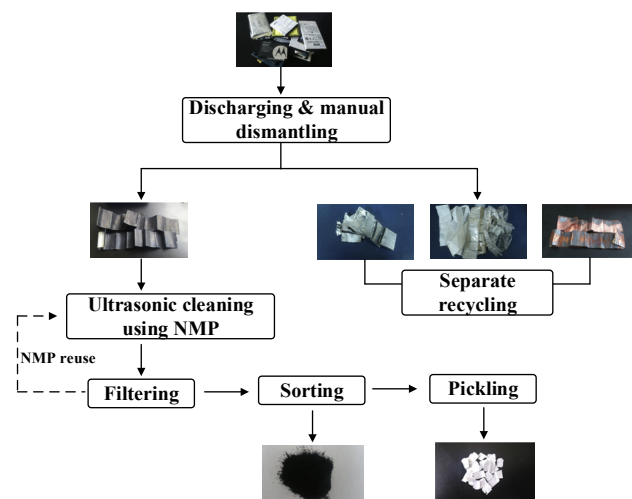 Discharging & manual
dismantling
Ultrasonic cleaning
using NMP
Separate
recycling
NMP reuse
Filtering
Sorting
Pickling